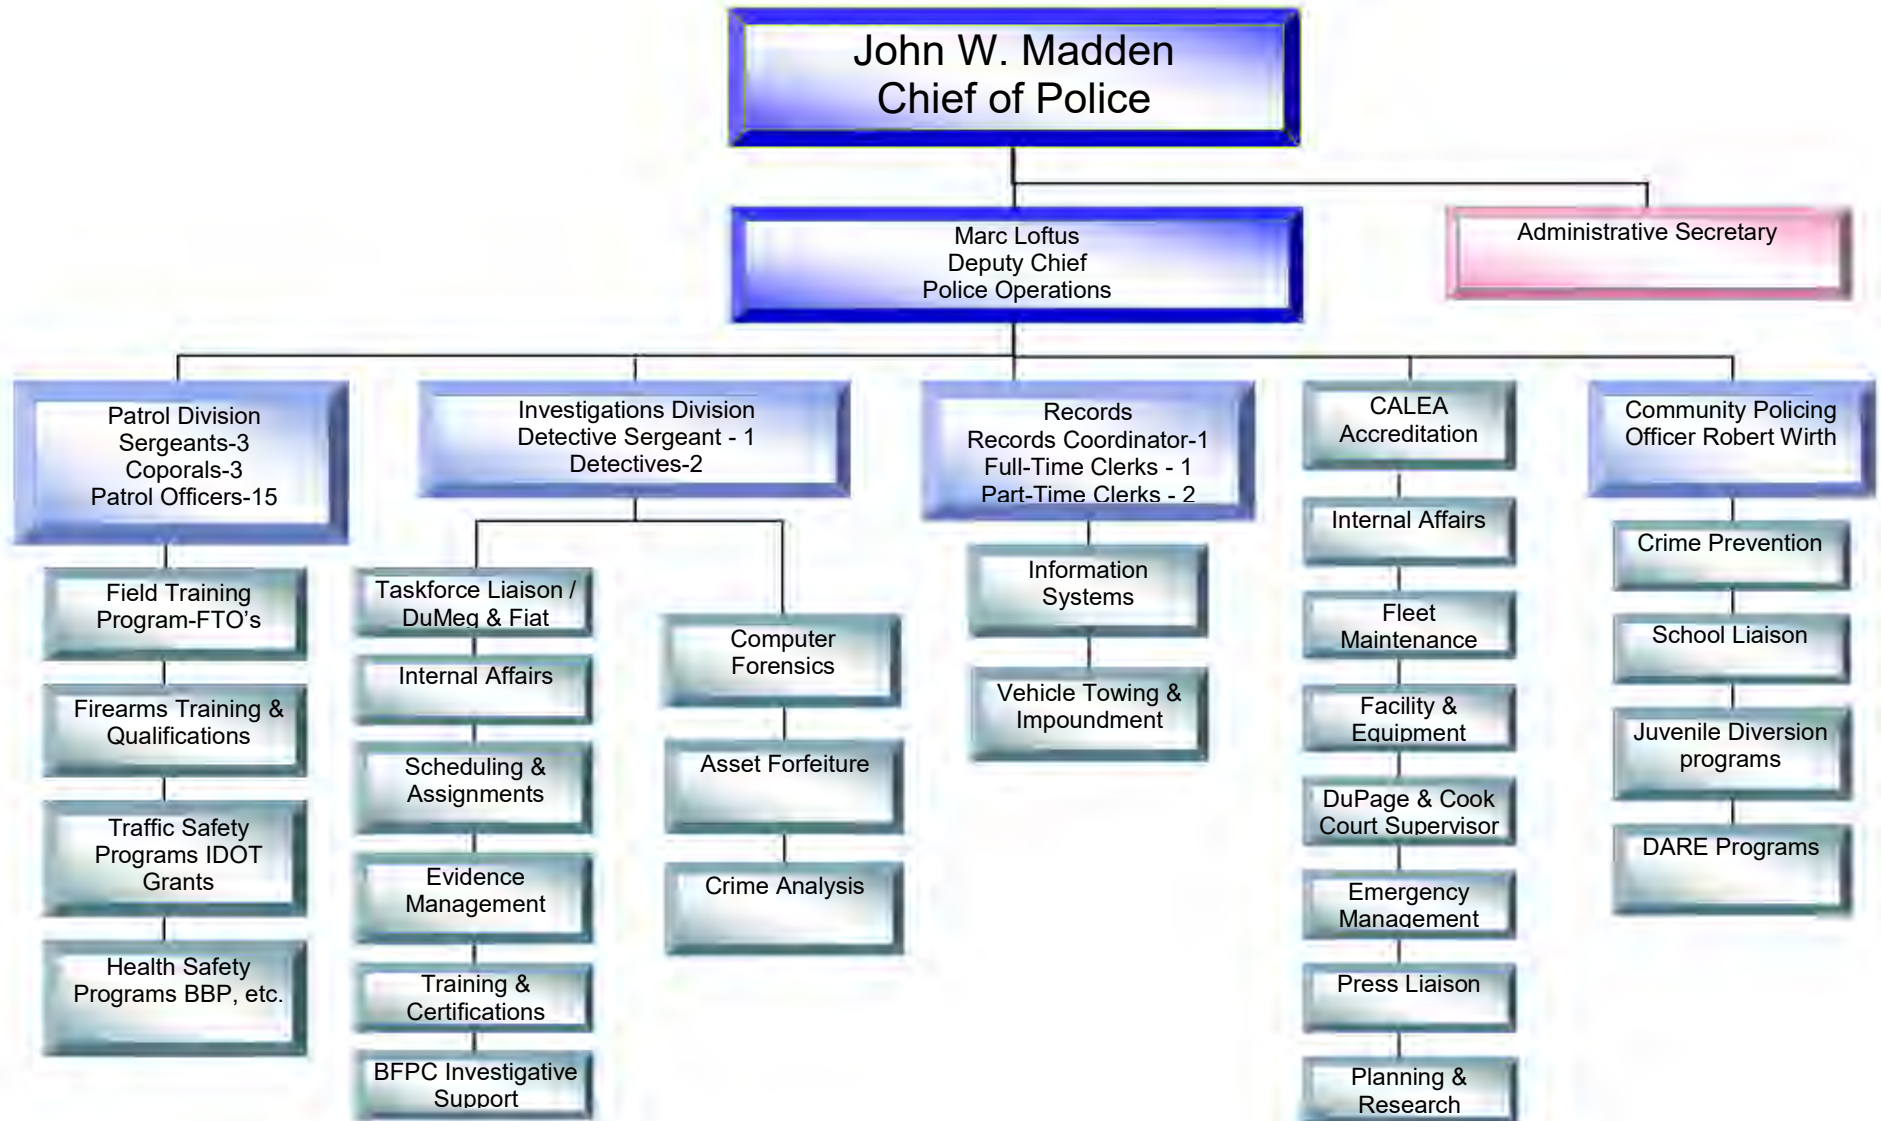 John W. Madden
Chief of Police
Marc Loftus
Deputy Chief
Police Operations
Administrative Secretary
Patrol Division
Sergeants-3
Coporals-3
Patrol Officers-15
Investigations Division
Detective Sergeant - 1
Detectives-2
Records
Records Coordinator-1
Full-Time Clerks - 1
Part-Time Clerks - 2
CALEA
Accreditation
Community Policing
Officer Robert Wirth
Field Training
Program-FTO's
Firearms Training &
Qualifications
Traffic Safety
Programs IDOT
Grants
Health Safety
Programs BBP, etc.
Taskforce Liaison /
DuMeg & Fiat
Internal Affairs
Scheduling &
Assignments
Evidence
Management
Training &
Certifications
BFPC Investigative
Support
Computer
Forensics
Asset Forfeiture
Crime Analysis
Information
Systems
Vehicle Towing &
Impoundment
Internal Affairs
Fleet
Maintenance
Facility &
Equipment
DuPage & Cook
Court Supervisor
Emergency
Management
Press Liaison
Planning &
Research
Crime Prevention
School Liaison
Juvenile Diversion
programs
DARE Programs